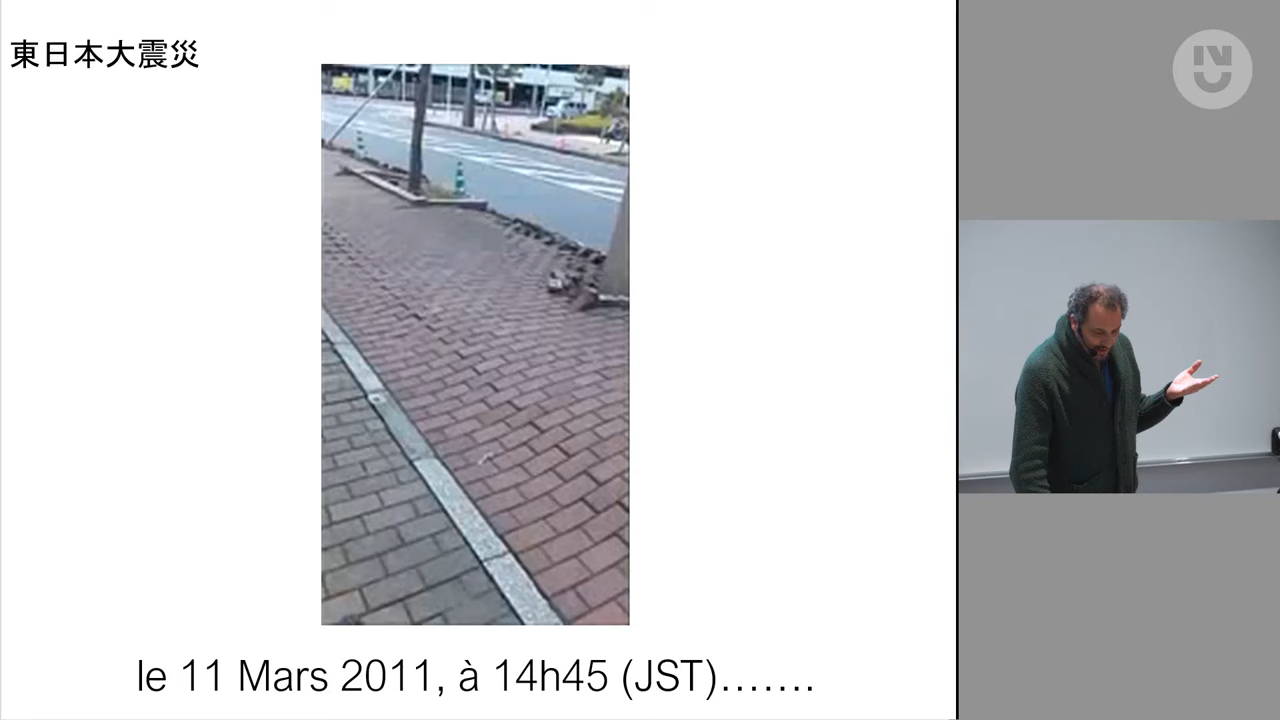 東日本大震災
le 11 Mars 2011, à 14h45 (JST).......